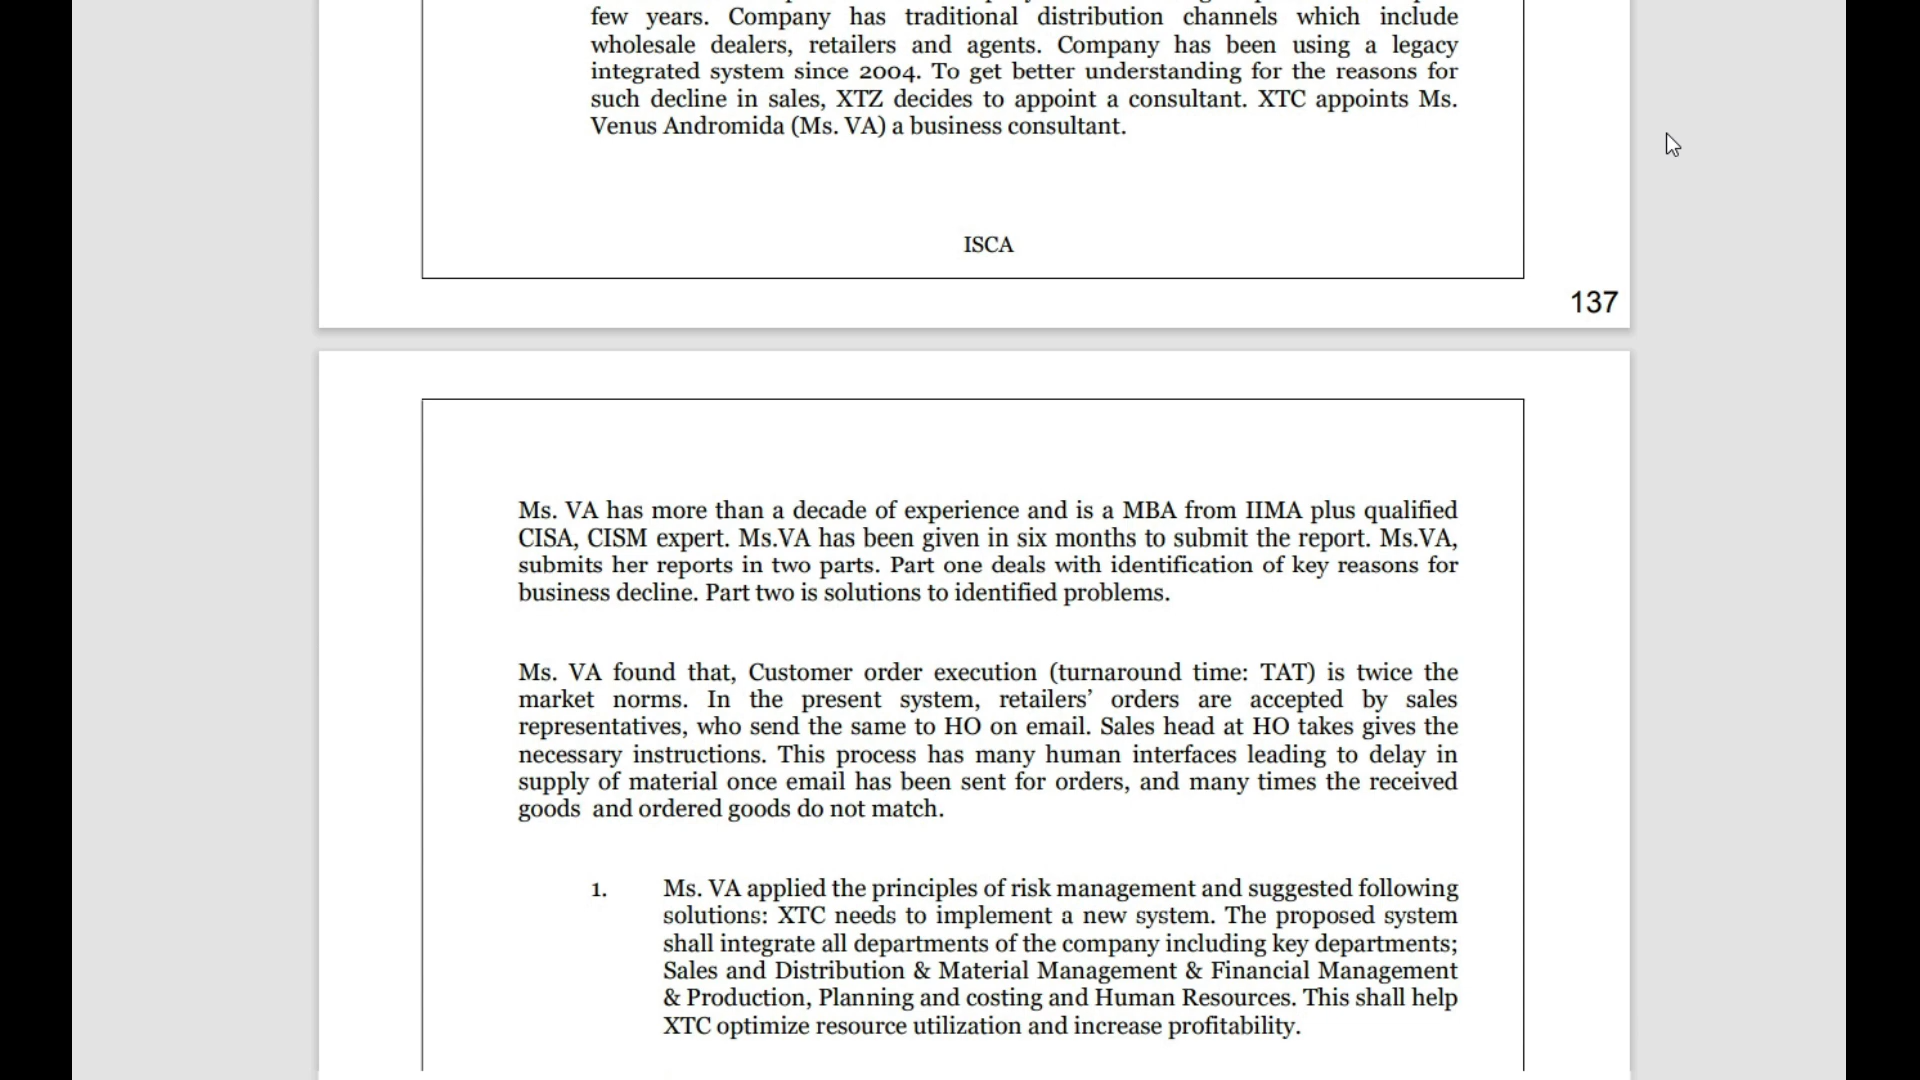 few years. Company has traditional distribution channels which include
wholesale dealers, retailers and agents. Company has been using a legacy
integrated system since 2004. To get better understanding for the reasons for
such decline in sales, XTZ decides to appoint a consultant. XTC appoints Ms.
Venus Andromida (Ms. VA) a business consultant.
ISCA
137
Ms. VA has more than a decade of experience and is a MBA from IIMA plus qualified
CISA, CISM expert. Ms.VA has been given in six months to submit the report. Ms.VA,
submits her reports in two parts. Part one deals with identification of key reasons for
business decline. Part two is solutions to identified problems.
Ms. VA found that, Customer order execution (turnaround time: TAT) is twice the
market norms. In the present system, retailers’ orders are accepted by sales
representatives, who send the same to HO on email. Sales head at HO takes gives the
necessary instructions. This process has many human interfaces leading to delay in
supply of material once email has been sent for orders, and many times the received
goods and ordered goods do not match.
1. Ms. VA applied the principles of risk management and suggested following
solutions: XTC needs to implement a new system. The proposed system
shall integrate all departments of the company including key departments;
Sales and Distribution & Material Management & Financial Management
& Production, Planning and costing and Human Resources. This shall help
XTC optimize resource utilization and increase profitability.